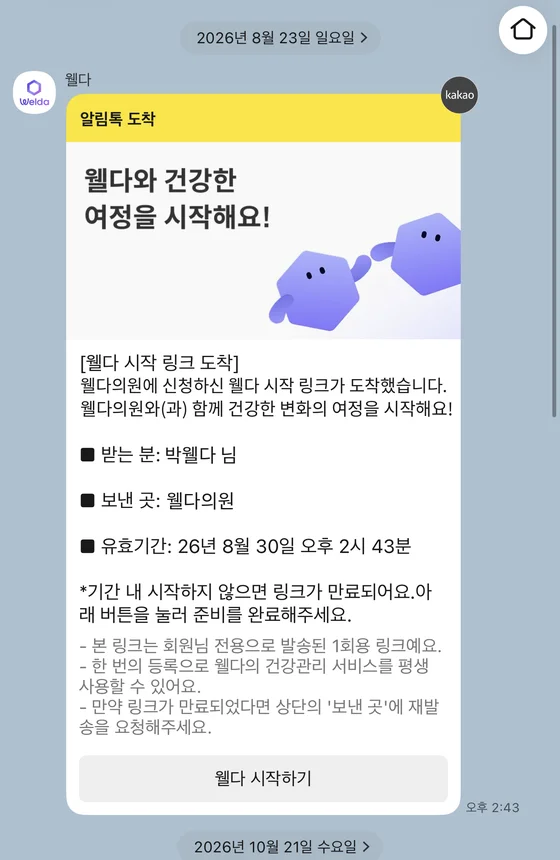 2026년 8월 23일 일요일 >
웰다
Welda
kakao
알림톡 도착
웰다와 건강한
여정을 시작해요!
[웰다 시작 링크 도착]
웰다의원에 신청하신 웰다 시작 링크가 도착했습니다.
웰다의원와(과) 함께 건강한 변화의 여정을 시작해요!
■ 받는 분: 박웰다 님
■ 보낸 곳: 웰다의원
■ 유효기간: 26년 8월 30일 오후 2시 43분
*기간 내 시작하지 않으면 링크가 만료되어요.아
래 버튼을 눌러 준비를 완료해주세요.
- 본 링크는 회원님 전용으로 발송된 1회용 링크예요.
- 한 번의 등록으로 웰다의 건강관리 서비스를 평생
사용할 수 있어요.
- 만약 링크가 만료되었다면 상단의 '보낸 곳'에 재발
송을 요청해주세요.
웰다 시작하기
오후 2:43
2026년 10월 21일 수요일 >